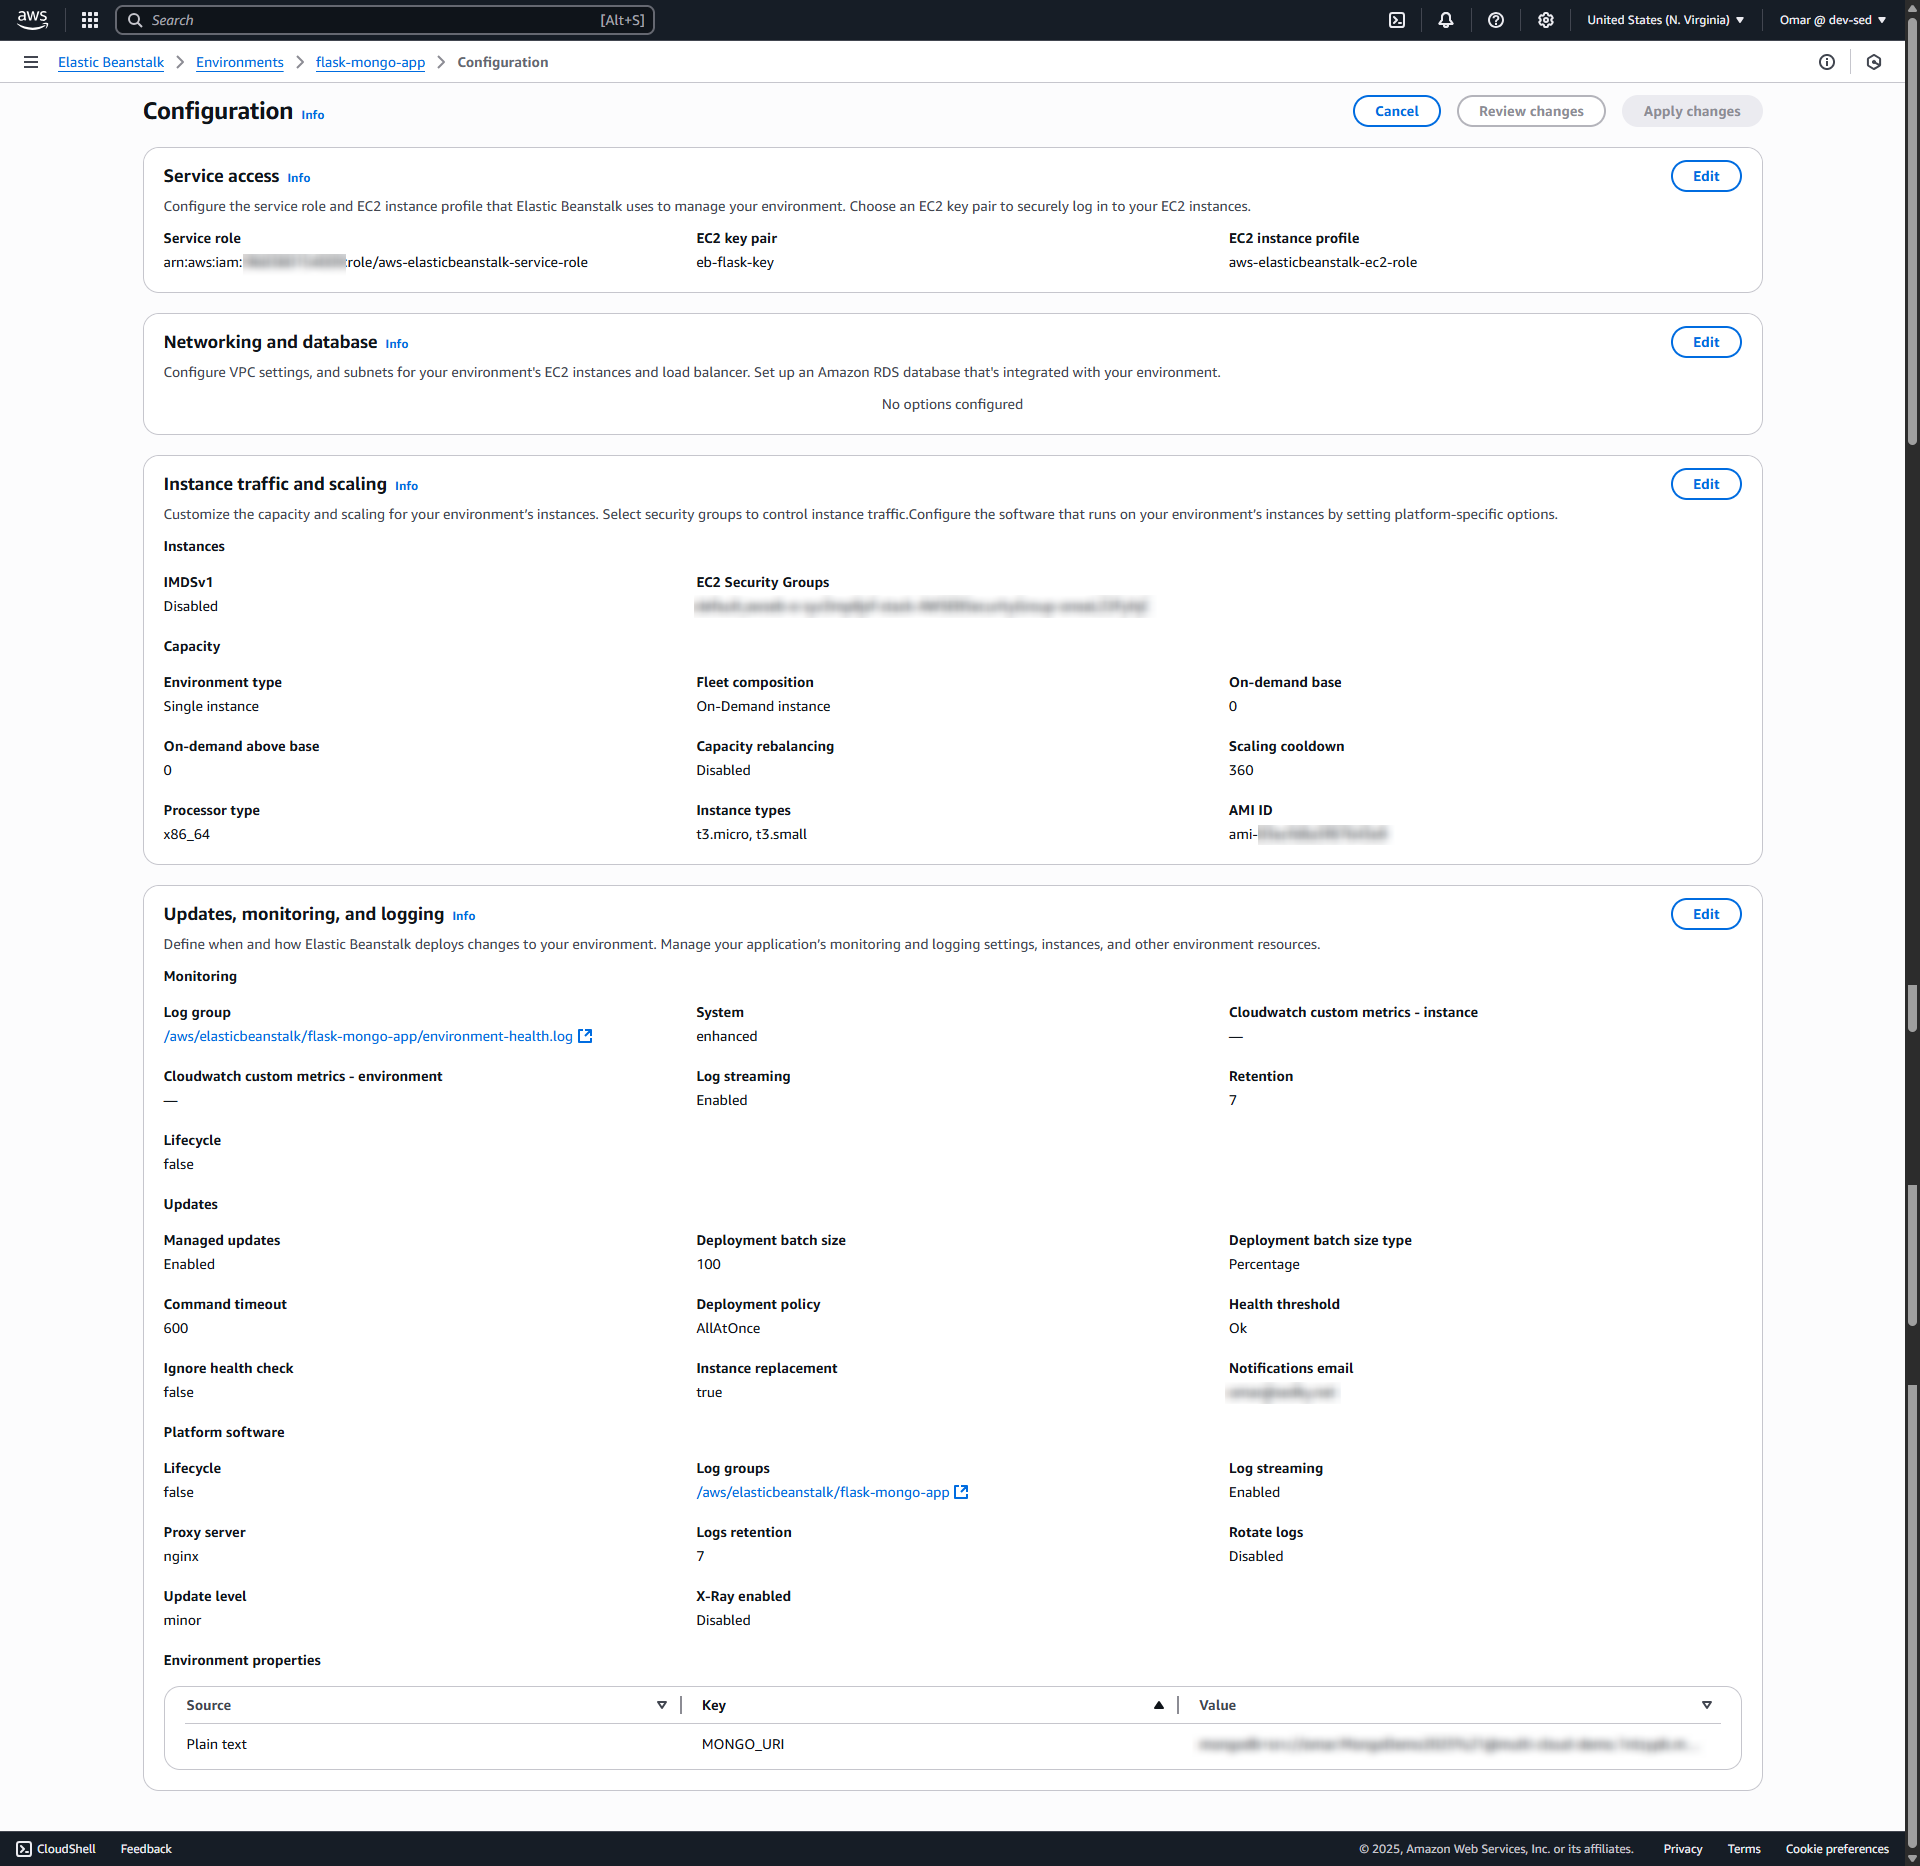 aws
Search [Alt+S]
United States (N. Virginia) Omar @ dev-sed
Elastic Beanstalk Environments flask-mongo-app Configuration
Configuration Info
Cancel Review changes Apply changes
Service access Info
Edit
Configure the service role and EC2 instance profile that Elastic Beanstalk uses to manage your environment. Choose an EC2 key pair to securely log in to your EC2 instances.
Service role EC2 key pair EC2 instance profile
arn:aws:iam: :role/aws-elasticbeanstalk-service-role eb-flask-key aws-elasticbeanstalk-ec2-role
Networking and database Info
Edit
Configure VPC settings, and subnets for your environment's EC2 instances and load balancer. Set up an Amazon RDS database that's integrated with your environment.
No options configured
Instance traffic and scaling Info
Edit
Customize the capacity and scaling for your environment's instances. Select security groups to control instance traffic.Configure the software that runs on your environment's instances by setting platform-specific options.
Instances
IMDSv1 EC2 Security Groups
Disabled
Capacity
Environment type Fleet composition On-demand base
Single instance On-Demand instance 0
On-demand above base Capacity rebalancing Scaling cooldown
0 Disabled 360
Processor type Instance types AMI ID
x86_64 t3.micro, t3.small ami-
Updates, monitoring, and logging Info
Edit
Define when and how Elastic Beanstalk deploys changes to your environment. Manage your application's monitoring and logging settings, instances, and other environment resources.
Monitoring
Log group System Cloudwatch custom metrics - instance
/aws/elasticbeanstalk/flask-mongo-app/environment-health.log enhanced —
Cloudwatch custom metrics - environment Log streaming Retention
— Enabled 7
Lifecycle
false
Updates
Managed updates Deployment batch size Deployment batch size type
Enabled 100 Percentage
Command timeout Deployment policy Health threshold
600 AllAtOnce Ok
Ignore health check Instance replacement Notifications email
false true
Platform software
Lifecycle Log groups Log streaming
false /aws/elasticbeanstalk/flask-mongo-app Enabled
Proxy server Logs retention Rotate logs
nginx 7 Disabled
Update level X-Ray enabled
minor Disabled
Environment properties
Source Key Value
Plain text MONGO_URI
CloudShell Feedback © 2025, Amazon Web Services, Inc. or its affiliates. Privacy Terms Cookie preferences